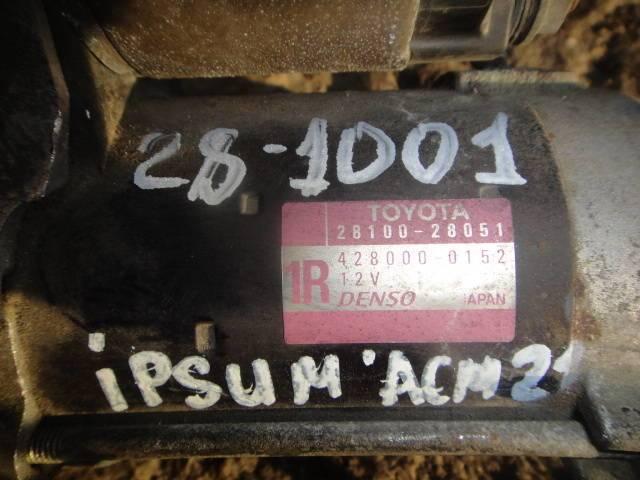 28-1001
TOYOTA
28100-28051
428000-0152
12V
1R DENSO JAPAN
iPSUM 'ACM21